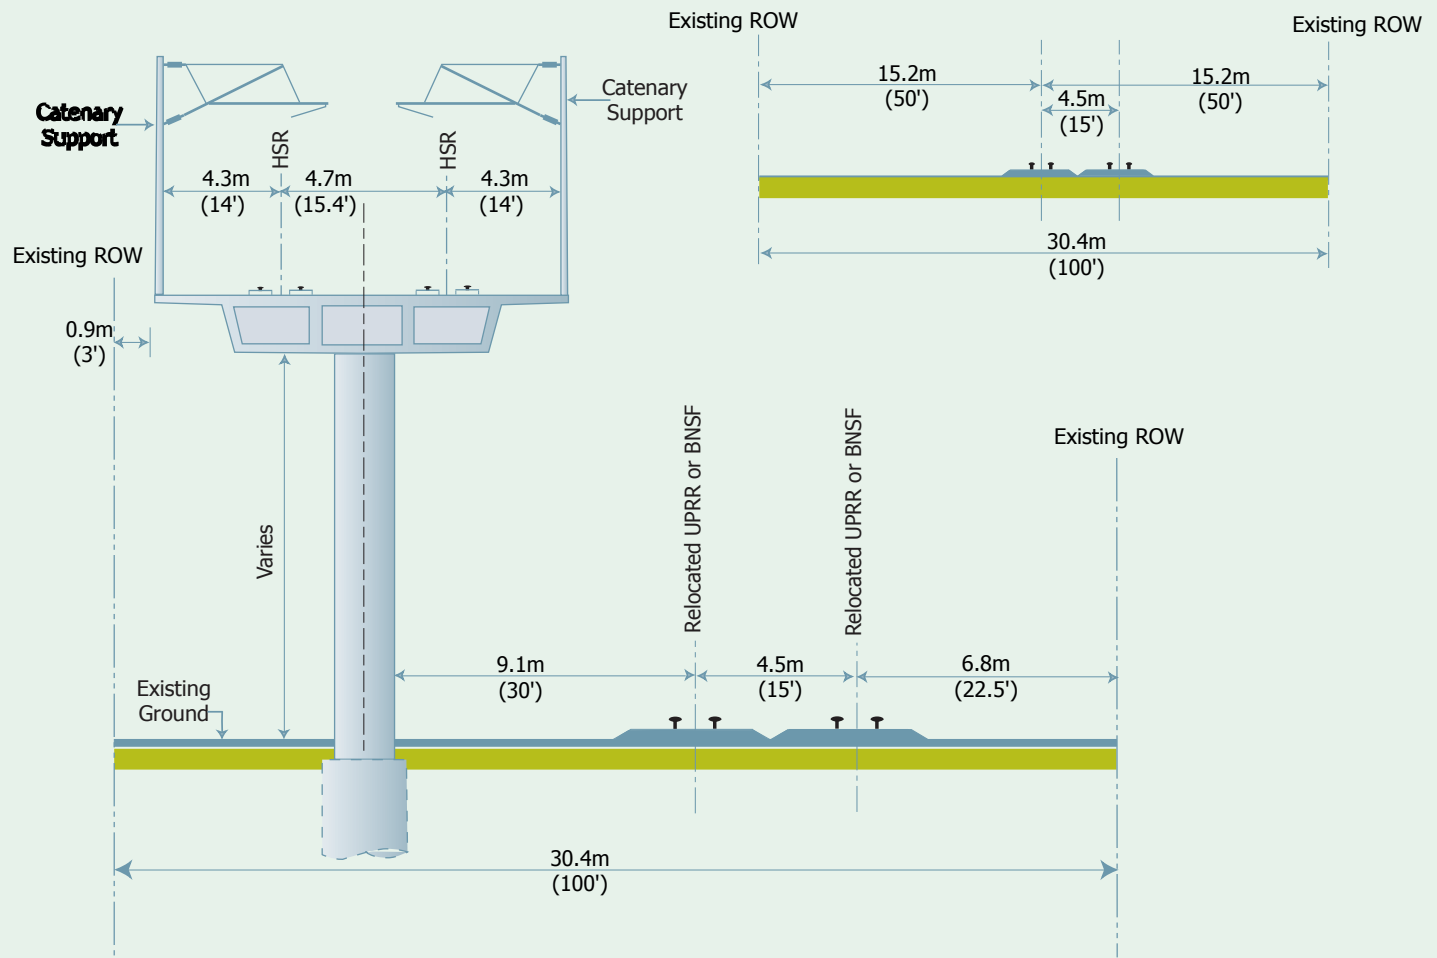 Existing ROW
Existing ROW
15.2m
(50')
15.2m
(50')
4.5m
(15')
30.4m
(100')
Catenary
Support
Catenary
Support
HSR
HSR
4.3m
(14')
4.7m
(15.4')
4.3m
(14')
Existing ROW
0.9m
(3')
Varies
Relocated UPRR or BNSF
Relocated UPRR or BNSF
Existing ROW
9.1m
(30')
4.5m
(15')
6.8m
(22.5')
Existing
Ground
30.4m
(100')